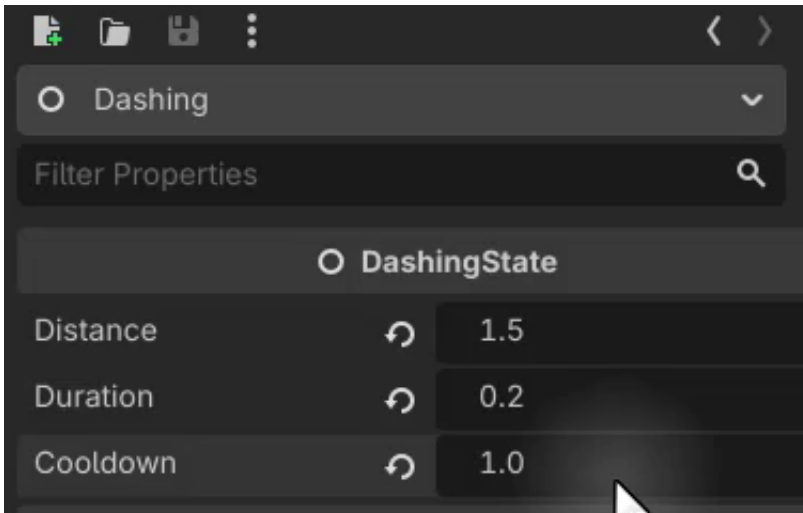 Dashing
Filter Properties
DashingState
Distance 1.5
Duration 0.2
Cooldown 1.0